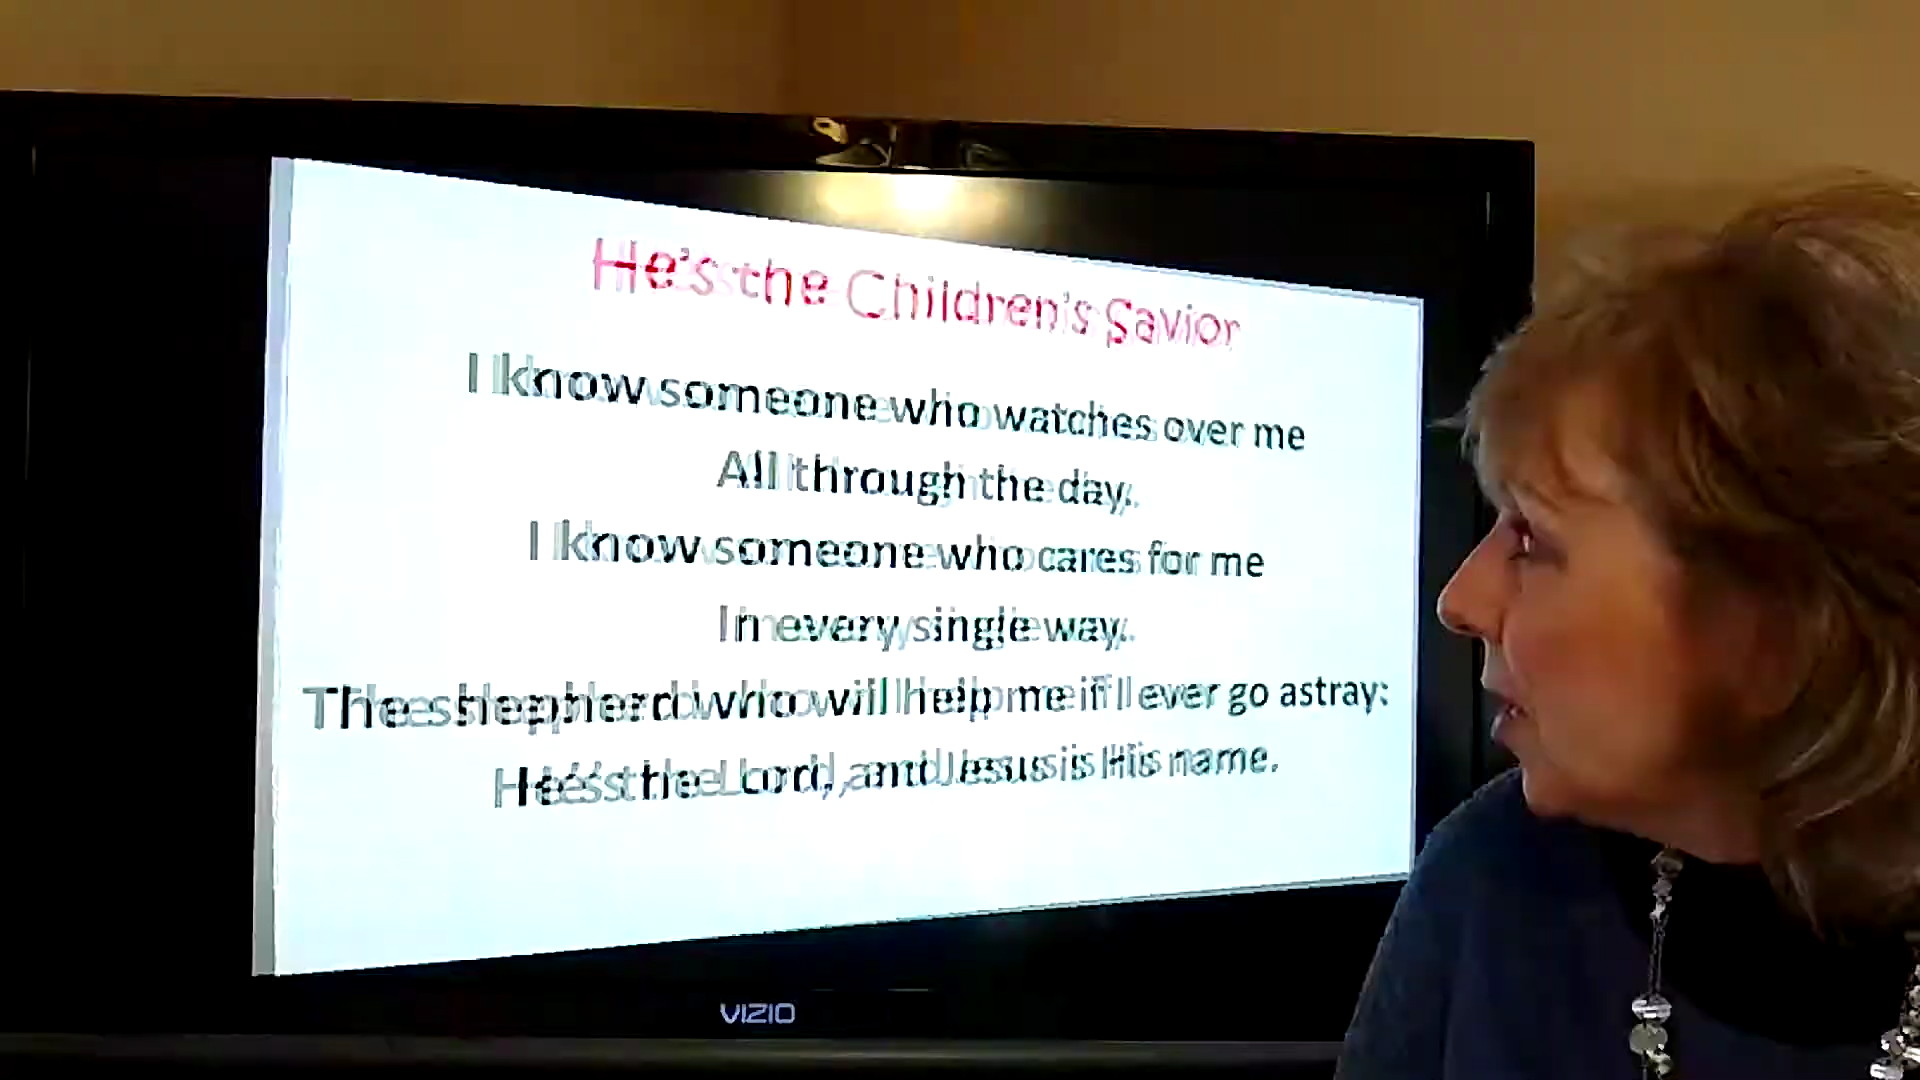 He's the Children's Savior
I know someone who watches over me
All through the day.
I know someone who cares for me
In every single way.
The shepherd who will help me if I ever go astray:
He's the Lord, and Jesus is His name.
VIZIO